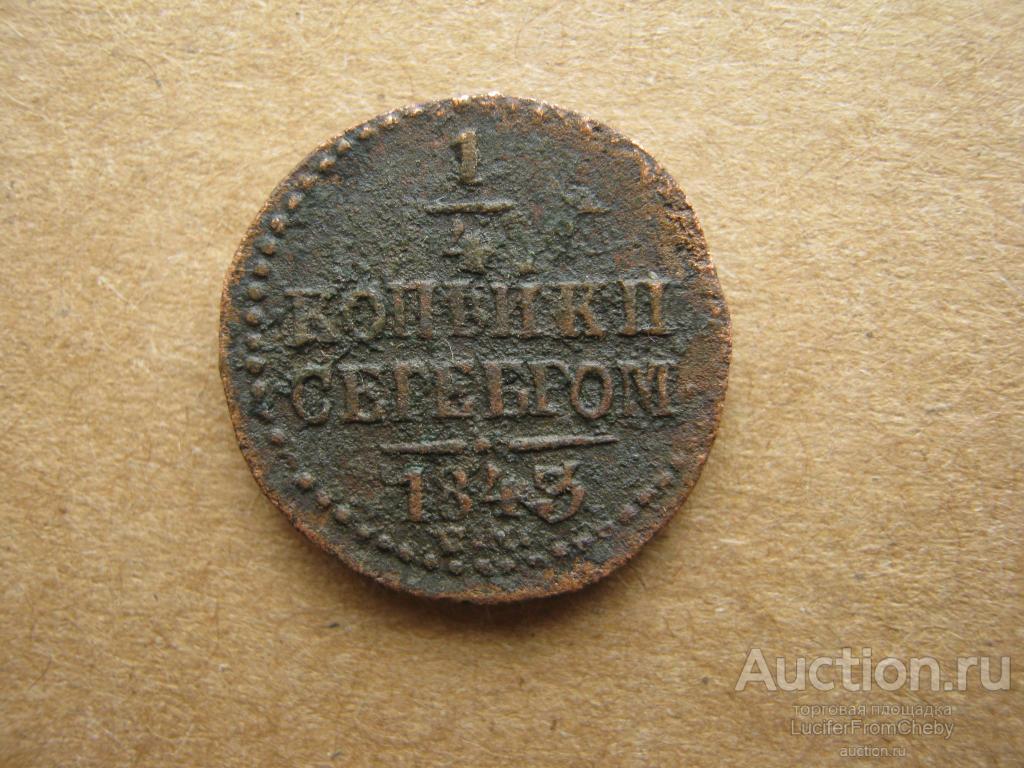 1
4
КОПѢЙКИ
СЕРЕБРОМ
1843
Auction.ru
торговая площадка
LuciferFromCheby
auction.ru